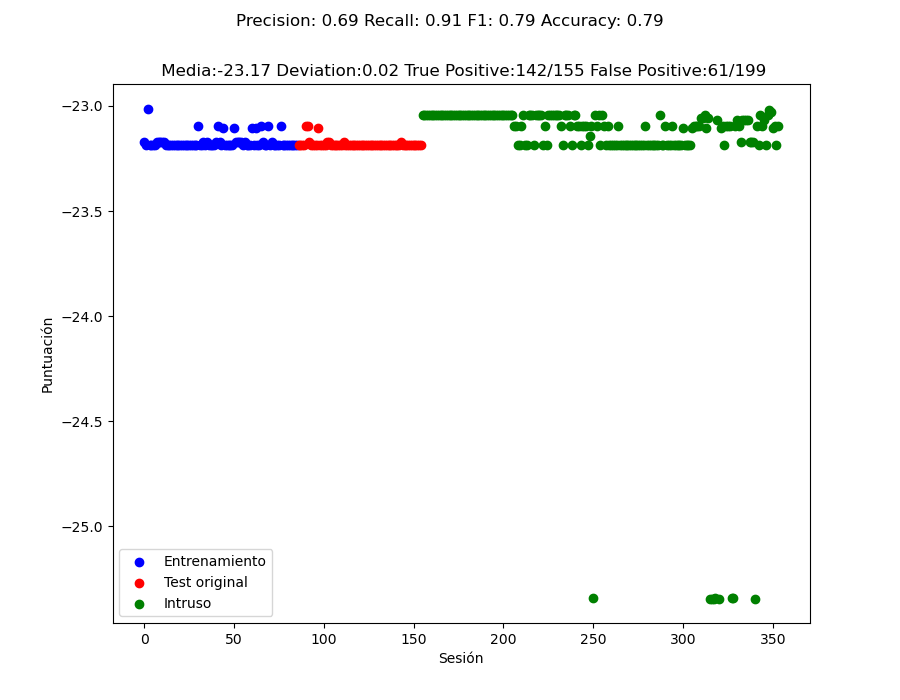 Precision: 0.69 Recall: 0.91 F1: 0.79 Accuracy: 0.79
Media:-23.17 Deviation:0.02 True Positive:142/155 False Positive:61/199
−23.0
−23.5
−24.0
−24.5
−25.0
Puntuación
Entrenamiento
Test original
Intruso
0 50 100 150 200 250 300 350
Sesión